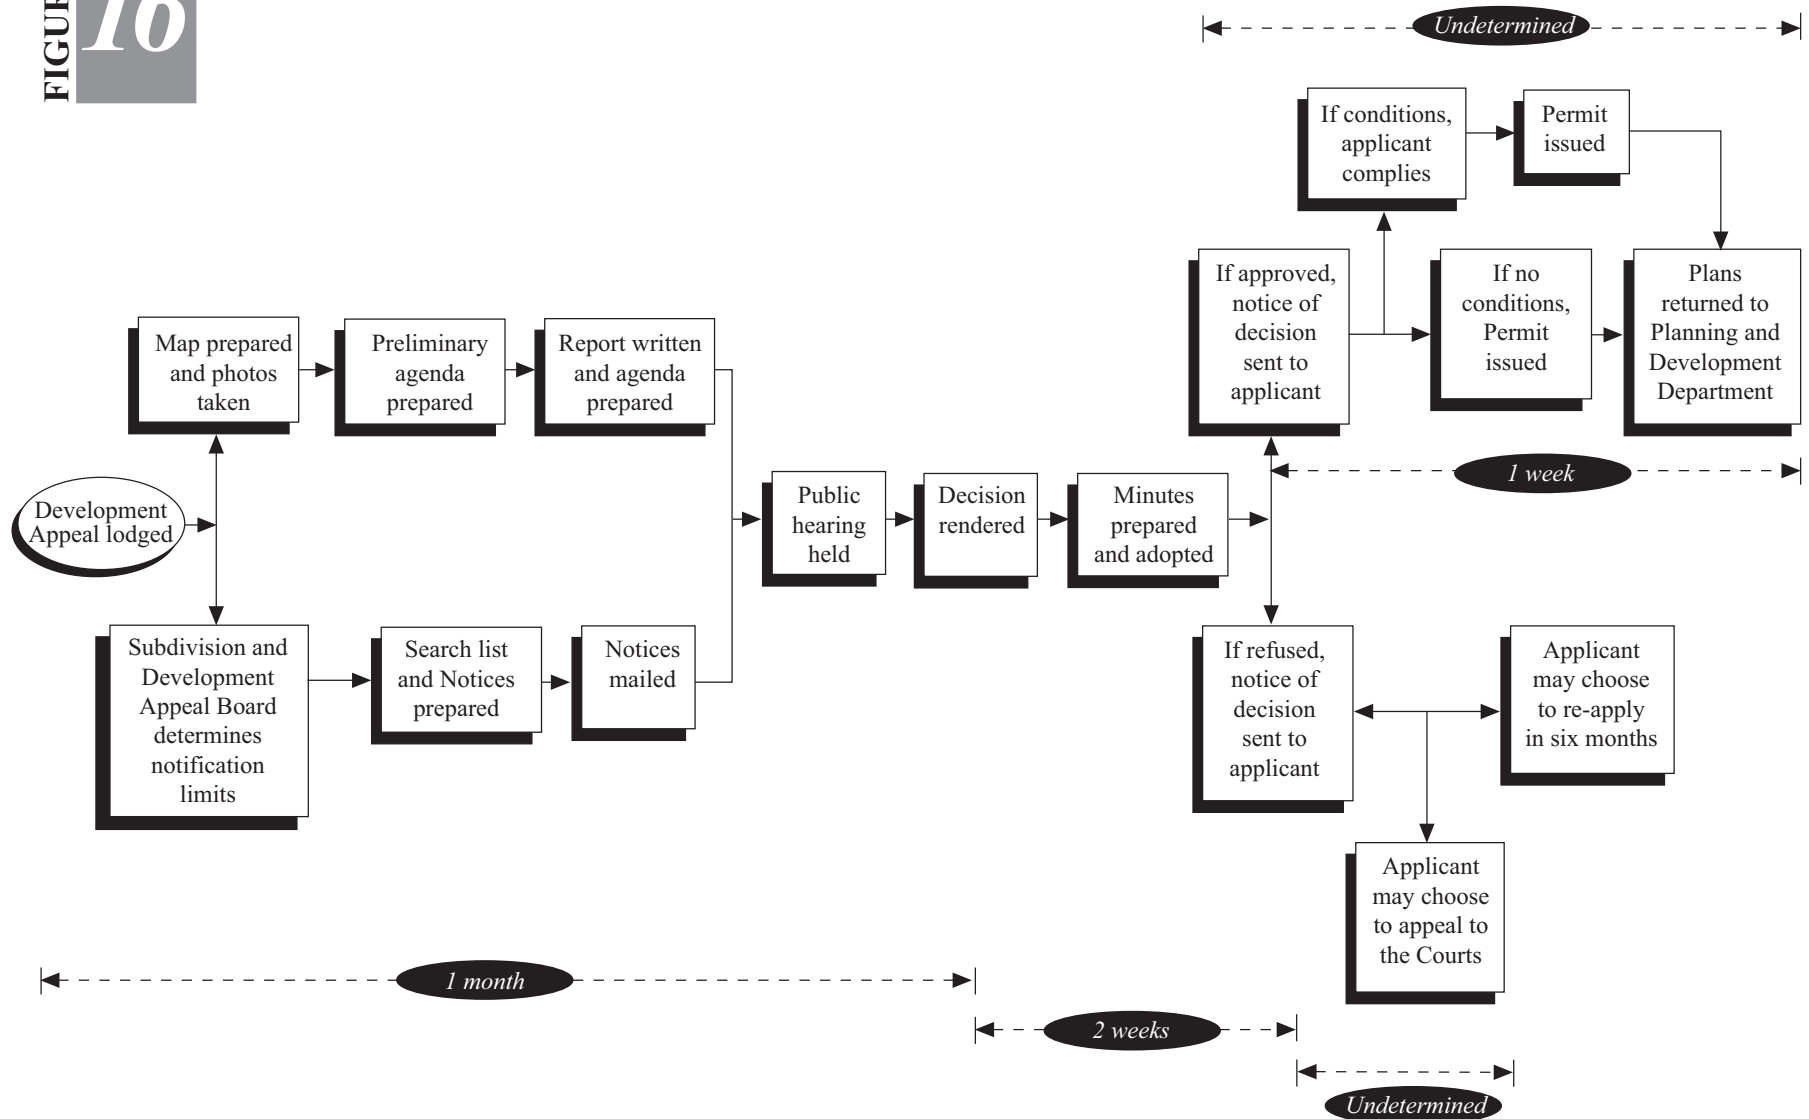 FIGUR
16
Undetermined
If conditions,
applicant
complies
Permit
issued
If approved,
notice of
decision
sent to
applicant
If no
conditions,
Permit
issued
Plans
returned to
Planning and
Development
Department
Map prepared
and photos
taken
Preliminary
agenda
prepared
Report written
and agenda
prepared
1 week
Development
Appeal lodged
Public
hearing
held
Decision
rendered
Minutes
prepared
and adopted
Subdivision and
Development
Appeal Board
determines
notification
limits
Search list
and Notices
prepared
Notices
mailed
If refused,
notice of
decision
sent to
applicant
Applicant
may choose
to re-apply
in six months
Applicant
may choose
to appeal to
the Courts
1 month
2 weeks
Undetermined